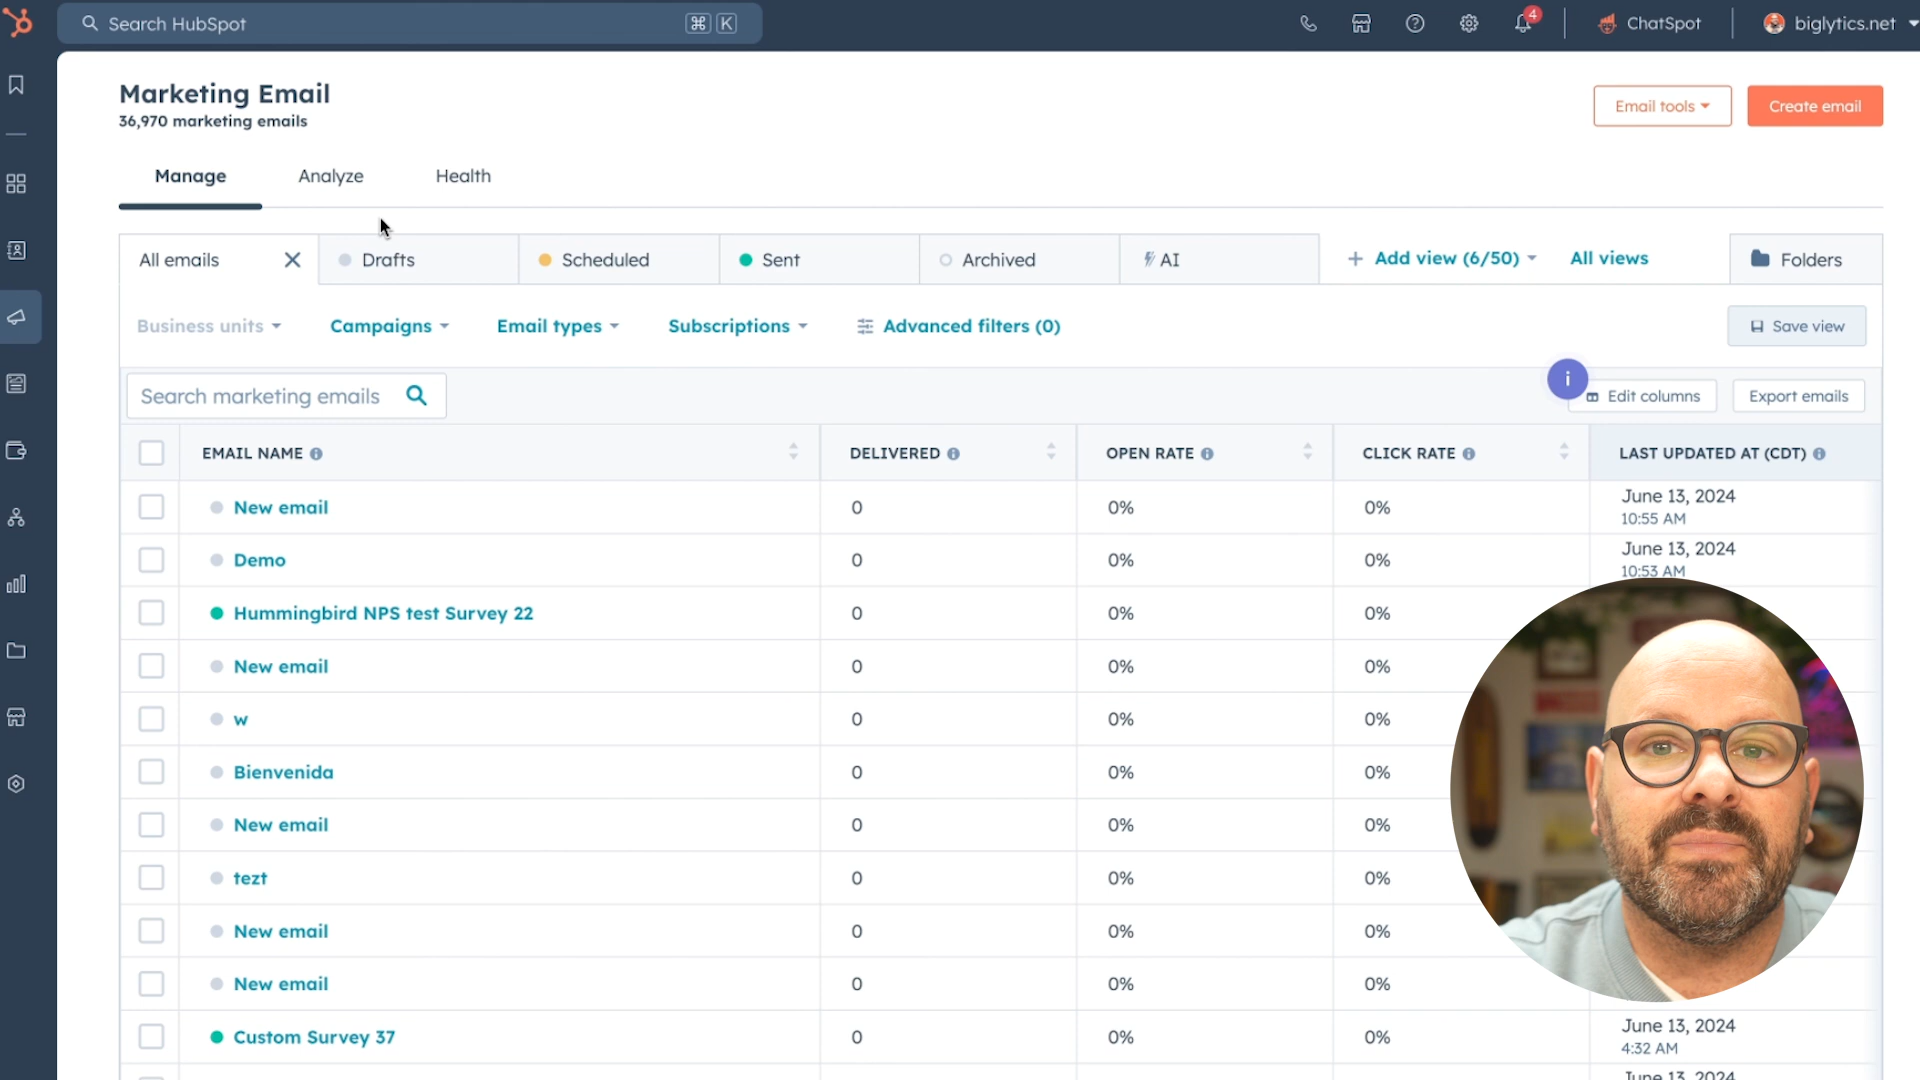 Search HubSpot ⌘ K 4 ChatSpot biglytics.net
Marketing Email
36,970 marketing emails
Email tools Create email
Manage Analyze Health
All emails Drafts Scheduled Sent Archived AI + Add view (6/50) All views Folders
Business units Campaigns Email types Subscriptions Advanced filters (0) Save view
Search marketing emails i Edit columns Export emails
EMAIL NAME DELIVERED OPEN RATE CLICK RATE LAST UPDATED AT (CDT)
New email 0 0% 0% June 13, 2024
10:55 AM
Demo 0 0% 0% June 13, 2024
10:53 AM
Hummingbird NPS test Survey 22 0 0% 0%
New email 0 0% 0%
w 0 0% 0%
Bienvenida 0 0% 0%
New email 0 0% 0%
tezt 0 0% 0%
New email 0 0% 0%
New email 0 0% 0%
Custom Survey 37 0 0% 0% June 13, 2024
4:32 AM
June 13, 2024